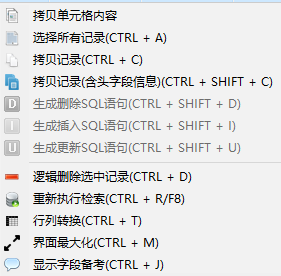 拷贝单元格内容
选择所有记录(CTRL + A)
拷贝记录(CTRL + C)
拷贝记录(含头字段信息)(CTRL + SHIFT + C)
D 生成删除SQL语句(CTRL + SHIFT + D)
I 生成插入SQL语句(CTRL + SHIFT + I)
U 生成更新SQL语句(CTRL + SHIFT + U)
逻辑删除选中记录(CTRL + D)
重新执行检索(CTRL + R/F8)
行列转换(CTRL + T)
界面最大化(CTRL + M)
显示字段备考(CTRL + J)